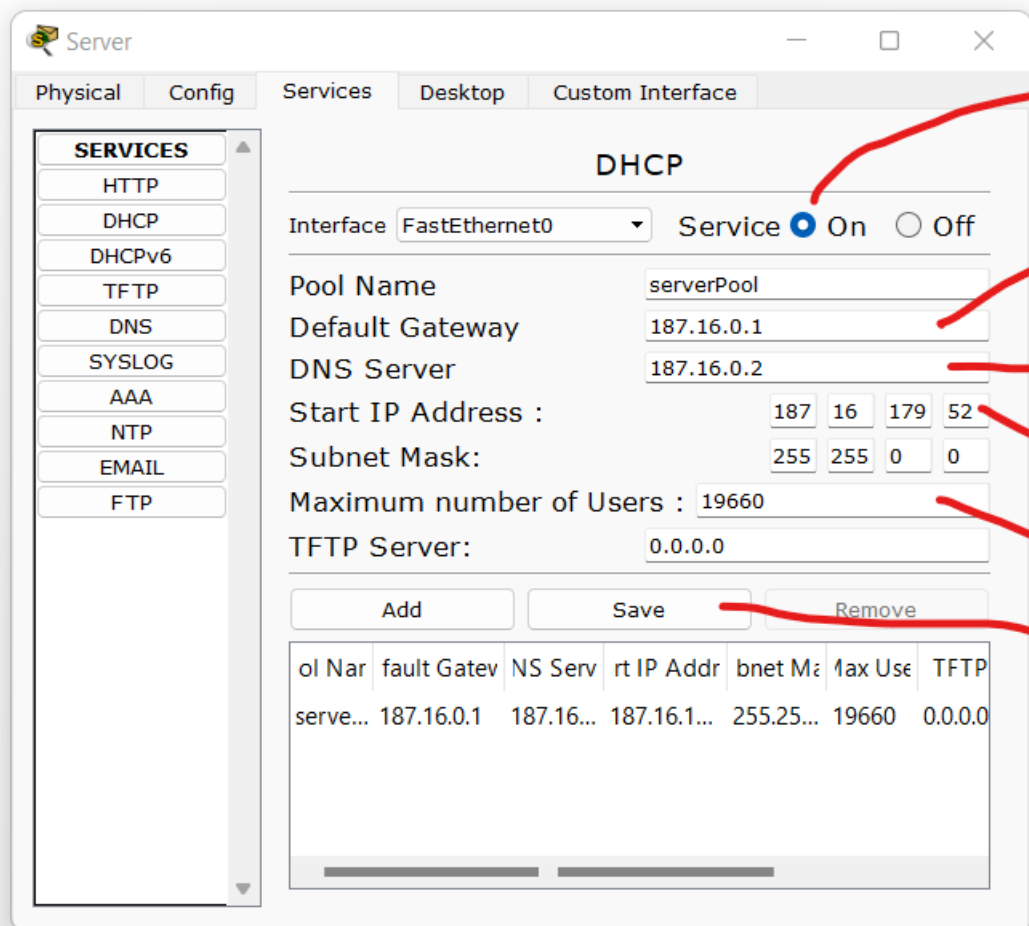 Server
Physical Config Services Desktop Custom Interface
SERVICES
HTTP
DHCP
DHCPv6
TFTP
DNS
SYSLOG
AAA
NTP
EMAIL
FTP
DHCP
Interface FastEthernet0 Service On Off
Pool Name serverPool
Default Gateway 187.16.0.1
DNS Server 187.16.0.2
Start IP Address : 187 16 179 52
Subnet Mask: 255 255 0 0
Maximum number of Users : 19660
TFTP Server: 0.0.0.0
Add Save Remove
ol Nar fault Gatev NS Serv rt IP Addr bnet Ma Max Use TFTP
serve... 187.16.0.1 187.16... 187.16.1... 255.25... 19660 0.0.0.0